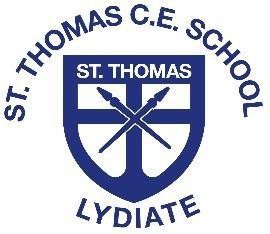 ST. THOMAS C.E. SCHOOL
ST. THOMAS
LYDIATE